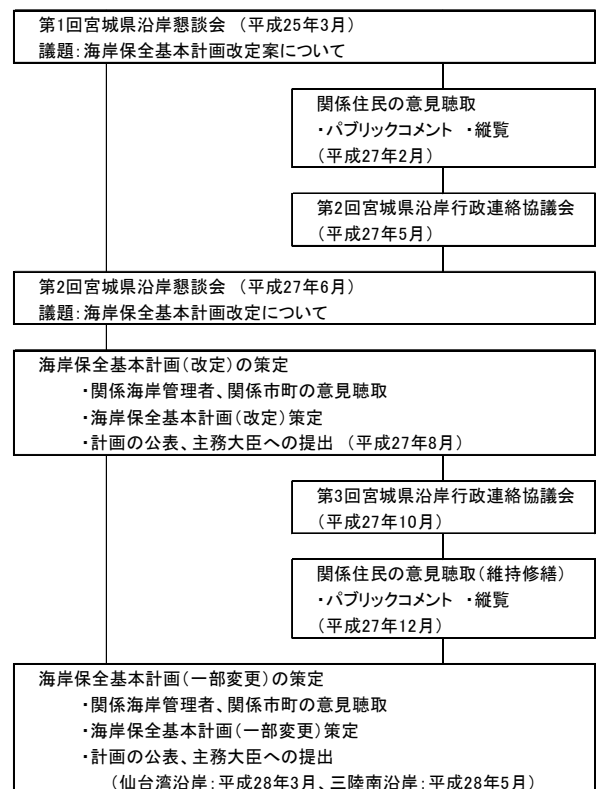 第1回宮城県沿岸懇談会 (平成25年3月)
議題:海岸保全基本計画改定案について
関係住民の意見聴取
・パブリックコメント ・縦覧
(平成27年2月)
第2回宮城県沿岸行政連絡協議会
(平成27年5月)
第2回宮城県沿岸懇談会 (平成27年6月)
議題:海岸保全基本計画改定について
海岸保全基本計画(改定)の策定
・関係海岸管理者、関係市町の意見聴取
・海岸保全基本計画(改定)策定
・計画の公表、主務大臣への提出 (平成27年8月)
第3回宮城県沿岸行政連絡協議会
(平成27年10月)
関係住民の意見聴取(維持修繕)
・パブリックコメント ・縦覧
(平成27年12月)
海岸保全基本計画(一部変更)の策定
・関係海岸管理者、関係市町の意見聴取
・海岸保全基本計画(一部変更)策定
・計画の公表、主務大臣への提出
(仙台湾沿岸:平成28年3月、三陸南沿岸:平成28年5月)